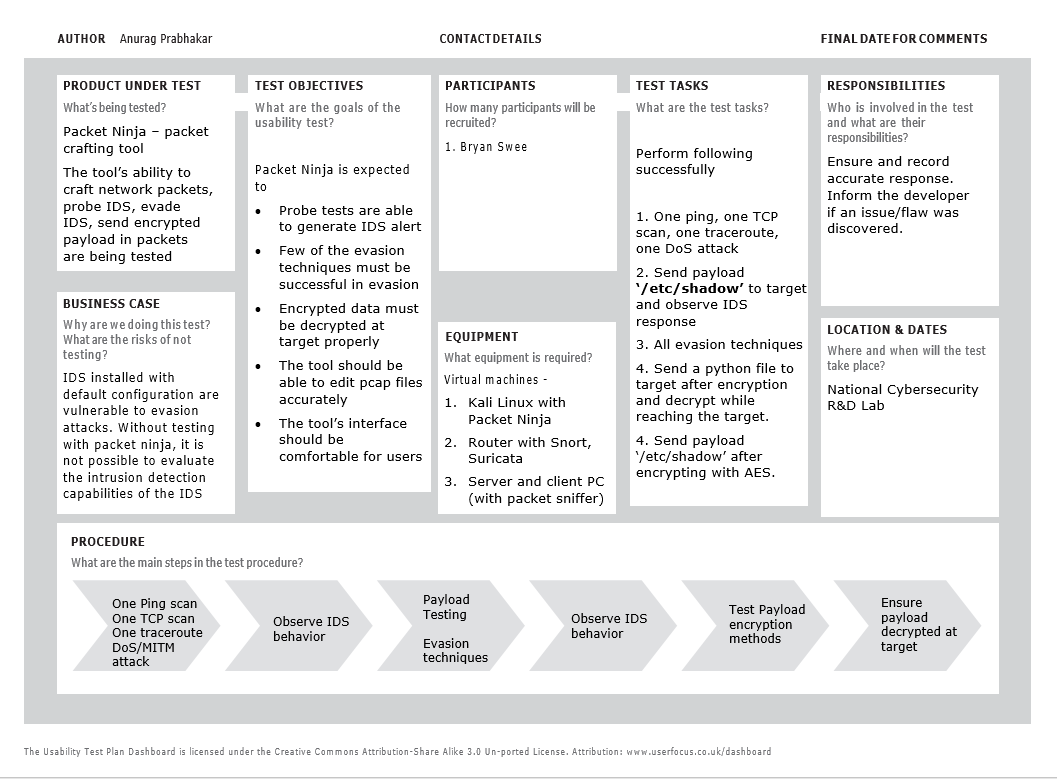 AUTHOR Anurag Prabhakar
CONTACT DETAILS
FINAL DATE FOR COMMENTS
PRODUCT UNDER TEST
What's being tested?
Packet Ninja – packet
crafting tool
The tool's ability to
craft network packets,
probe IDS, evade
IDS, send encrypted
payload in packets
are being tested
BUSINESS CASE
Why are we doing this test?
What are the risks of not
testing?
IDS installed with
default configuration are
vulnerable to evasion
attacks. Without testing
with packet ninja, it is
not possible to evaluate
the intrusion detection
capabilities of the IDS
TEST OBJECTIVES
What are the goals of the
usability test?
Packet Ninja is expected
to
• Probe tests are able
to generate IDS alert
• Few of the evasion
techniques must be
successful in evasion
• Encrypted data must
be decrypted at
target properly
• The tool should be
able to edit pcap files
accurately
• The tool's interface
should be
comfortable for users
PARTICIPANTS
How many participants will be
recruited?
1. Bryan Swee
EQUIPMENT
What equipment is required?
Virtual machines -
1. Kali Linux with
Packet Ninja
2. Router with Snort,
Suricata
3. Server and client PC
(with packet sniffer)
TEST TASKS
What are the test tasks?
Perform following
successfully
1. One ping, one TCP
scan, one traceroute,
one DoS attack
2. Send payload
'/etc/shadow' to target
and observe IDS
response
3. All evasion techniques
4. Send a python file to
target after encryption
and decrypt while
reaching the target.
4. Send payload
'/etc/shadow' after
encrypting with AES.
RESPONSIBILITIES
Who is involved in the test
and what are their
responsibilities?
Ensure and record
accurate response.
Inform the developer
if an issue/flaw was
discovered.
LOCATION & DATES
Where and when will the test
take place?
National Cybersecurity
R&D Lab
PROCEDURE
What are the main steps in the test procedure?
One Ping scan
One TCP scan
One traceroute
DoS/MITM
attack
Observe IDS
behavior
Payload
Testing
Evasion
techniques
Observe IDS
behavior
Test Payload
encryption
methods
Ensure
payload
decrypted at
target
The Usability Test Plan Dashboard is licensed under the Creative Commons Attribution-Share Alike 3.0 Un-ported License. Attribution: www.userfocus.co.uk/dashboard